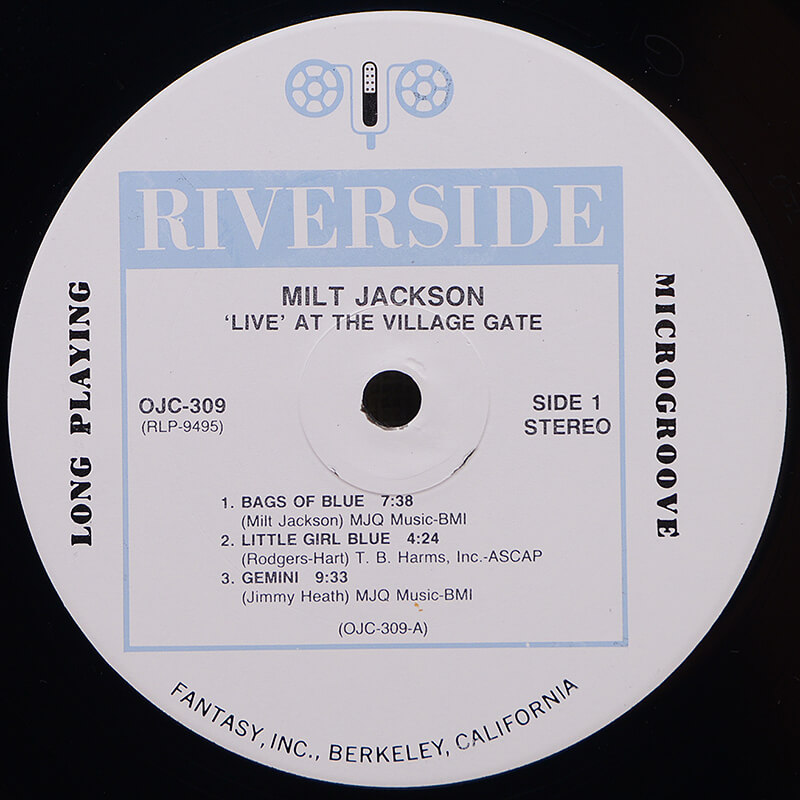 RIVERSIDE
MILT JACKSON
‘LIVE’ AT THE VILLAGE GATE
LONG PLAYING
MICROGROOVE
OJC-309
(RLP-9495)
SIDE 1
STEREO
1. BAGS OF BLUE 7:38
(Milt Jackson) MJQ Music-BMI
2. LITTLE GIRL BLUE 4:24
(Rodgers-Hart) T. B. Harms, Inc.-ASCAP
3. GEMINI 9:33
(Jimmy Heath) MJQ Music-BMI
(OJC-309-A)
FANTASY, INC., BERKELEY, CALIFORNIA